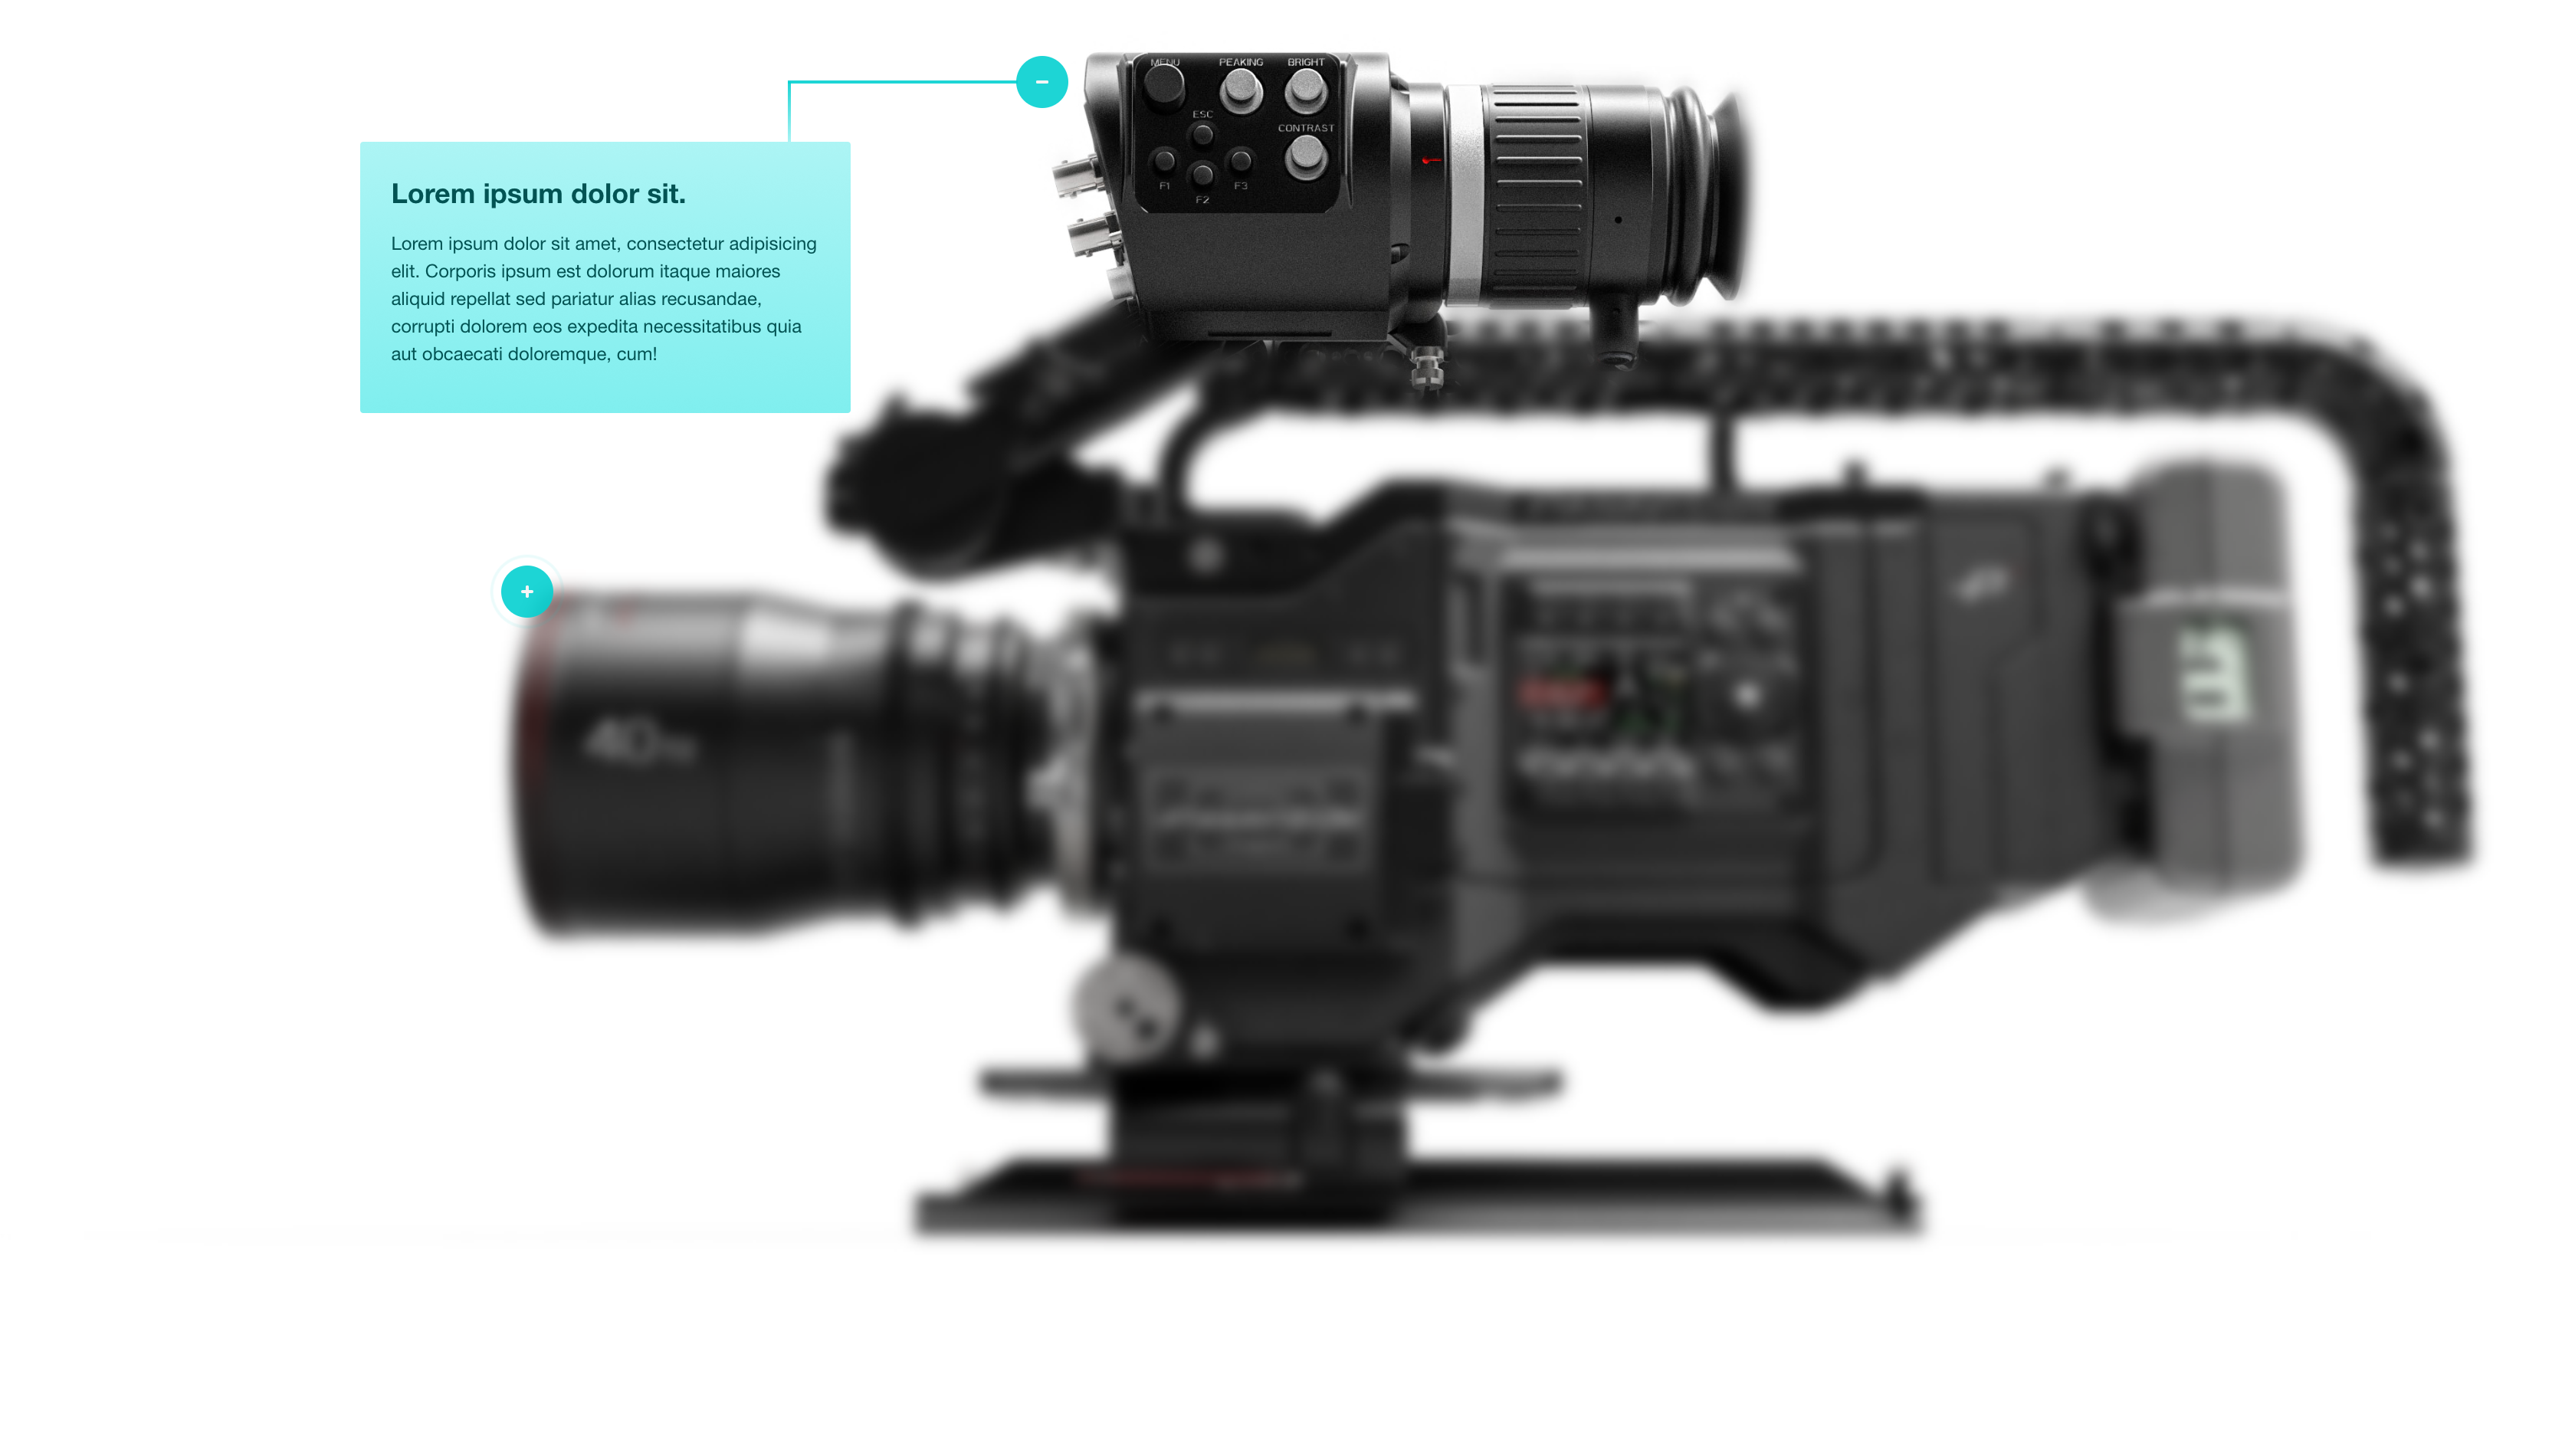 MENU PEAKING BRIGHT
ESC
CONTRAST
F1 F3
F2
Lorem ipsum dolor sit.
Lorem ipsum dolor sit amet, consectetur adipisicing
elit. Corporis ipsum est dolorum itaque maiores
aliquid repellat sed pariatur alias recusandae,
corrupti dolorem eos expedita necessitatibus quia
aut obcaecati doloremque, cum!
40